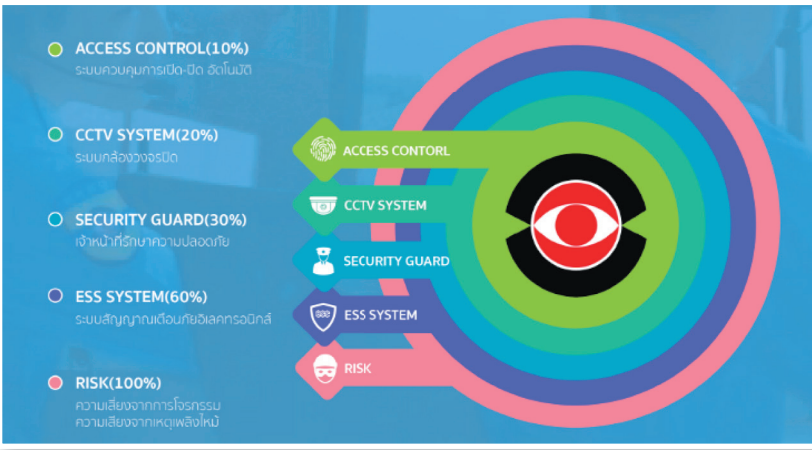 ACCESS CONTROL(10%)
ระบบควบคุมการเปิด-ปิด อัตโนมัติ
CCTV SYSTEM(20%)
ระบบกล้องวงจรปิด
SECURITY GUARD(30%)
เจ้าหน้าที่รักษาความปลอดภัย
ESS SYSTEM(60%)
ระบบสัญญาณเตือนภัยอิเลคทรอนิกส์
RISK(100%)
ความเสี่ยงจากการโจรกรรม
ความเสี่ยงจากเหตุเพลิงไหม้
ACCESS CONTORL
CCTV SYSTEM
SECURITY GUARD
ESS SYSTEM
RISK